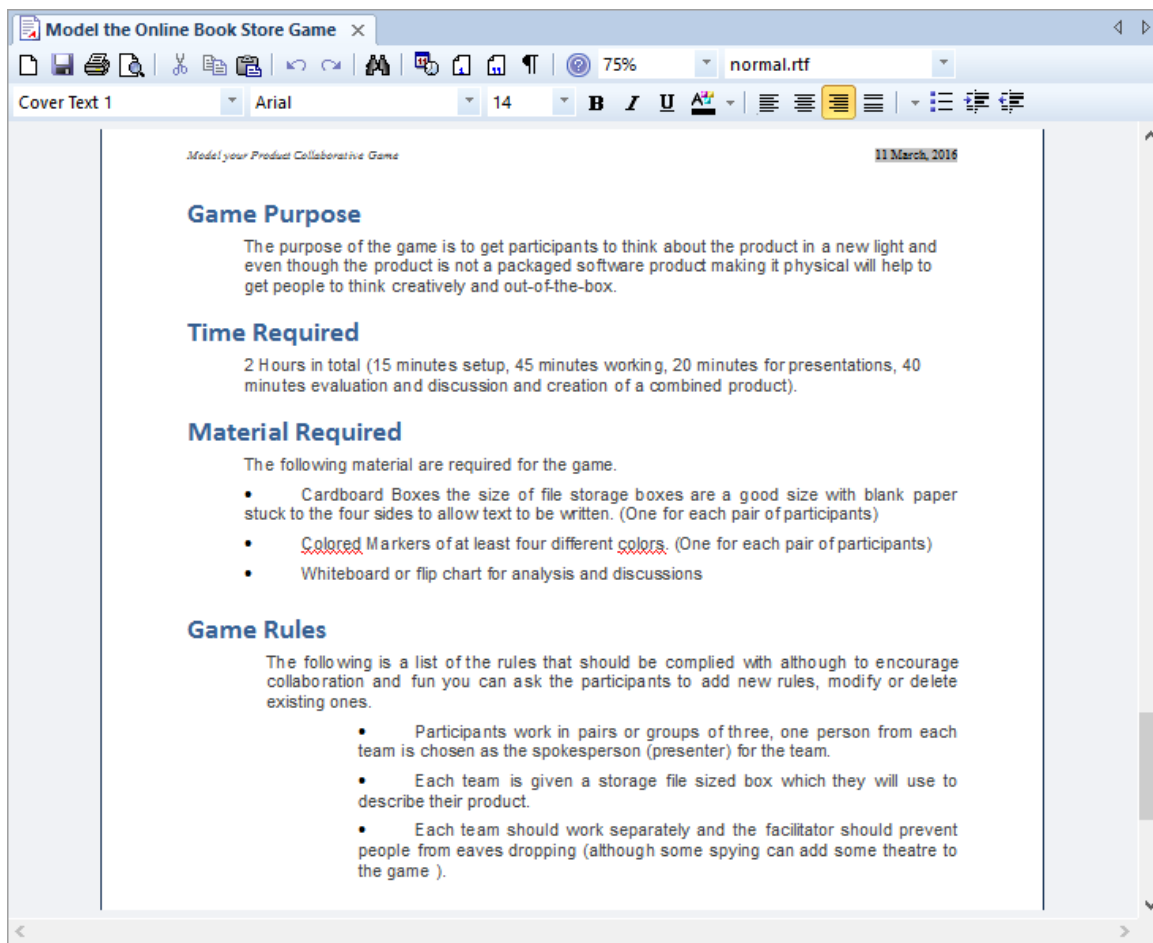 Model the Online Book Store Game
75% normal.rtf
Cover Text 1 Arial 14 B I U A
Model your Product Collaborative Game 11 March, 2016
Game Purpose
The purpose of the game is to get participants to think about the product in a new light and
even though the product is not a packaged software product making it physical will help to
get people to think creatively and out-of-the-box.
Time Required
2 Hours in total (15 minutes setup, 45 minutes working, 20 minutes for presentations, 40
minutes evaluation and discussion and creation of a combined product).
Material Required
The following material are required for the game.
• Cardboard Boxes the size of file storage boxes are a good size with blank paper
stuck to the four sides to allow text to be written. (One for each pair of participants)
• Colored Markers of at least four different colors. (One for each pair of participants)
• Whiteboard or flip chart for analysis and discussions
Game Rules
The following is a list of the rules that should be complied with although to encourage
collaboration and fun you can ask the participants to add new rules, modify or delete
existing ones.
• Participants work in pairs or groups of three, one person from each
team is chosen as the spokesperson (presenter) for the team.
• Each team is given a storage file sized box which they will use to
describe their product.
• Each team should work separately and the facilitator should prevent
people from eaves dropping (although some spying can add some theatre to
the game ).